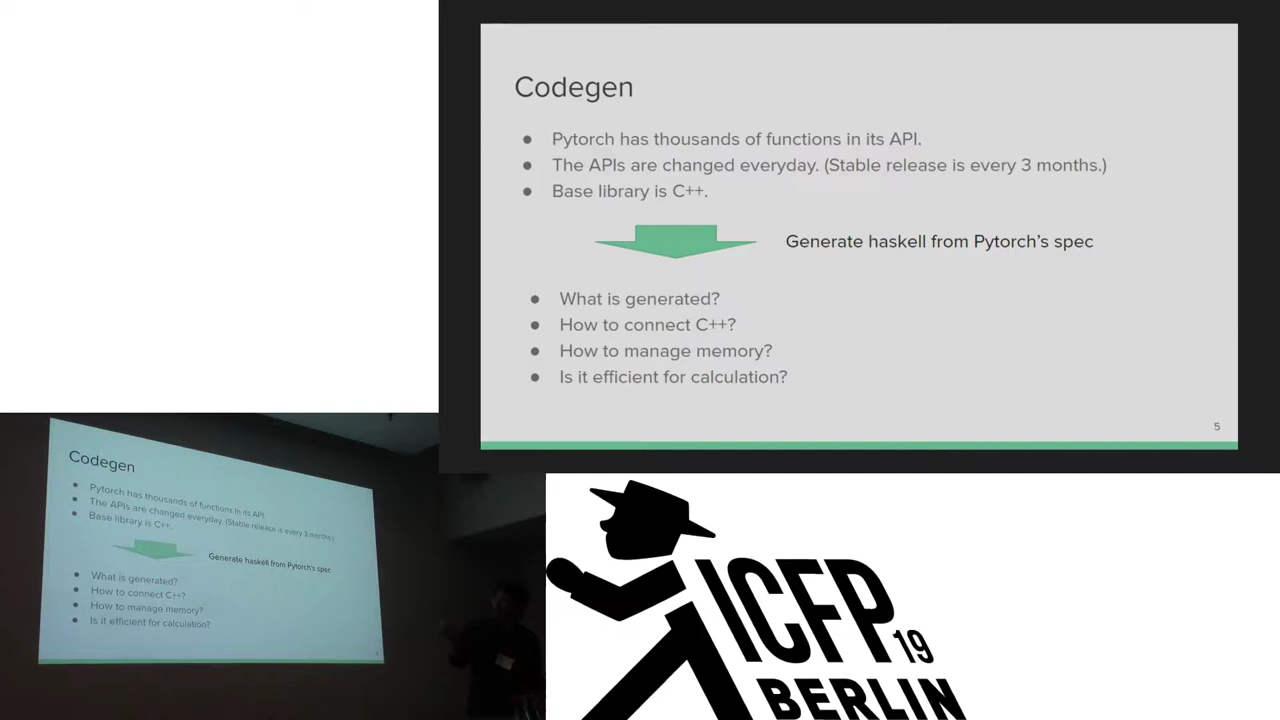 Codegen
● Pytorch has thousands of functions in its API.
● The APIs are changed everyday. (Stable release is every 3 months.)
● Base library is C++.
Generate haskell from Pytorch's spec
● What is generated?
● How to connect C++?
● How to manage memory?
● Is it efficient for calculation?
5
Codegen
● Pytorch has thousands of functions in its API.
● The APIs are changed everyday. (Stable release is every 3 months.)
● Base library is C++.
Generate haskell from Pytorch's spec
● What is generated?
● How to connect C++?
● How to manage memory?
● Is it efficient for calculation?
ICFP 19
BERLIN